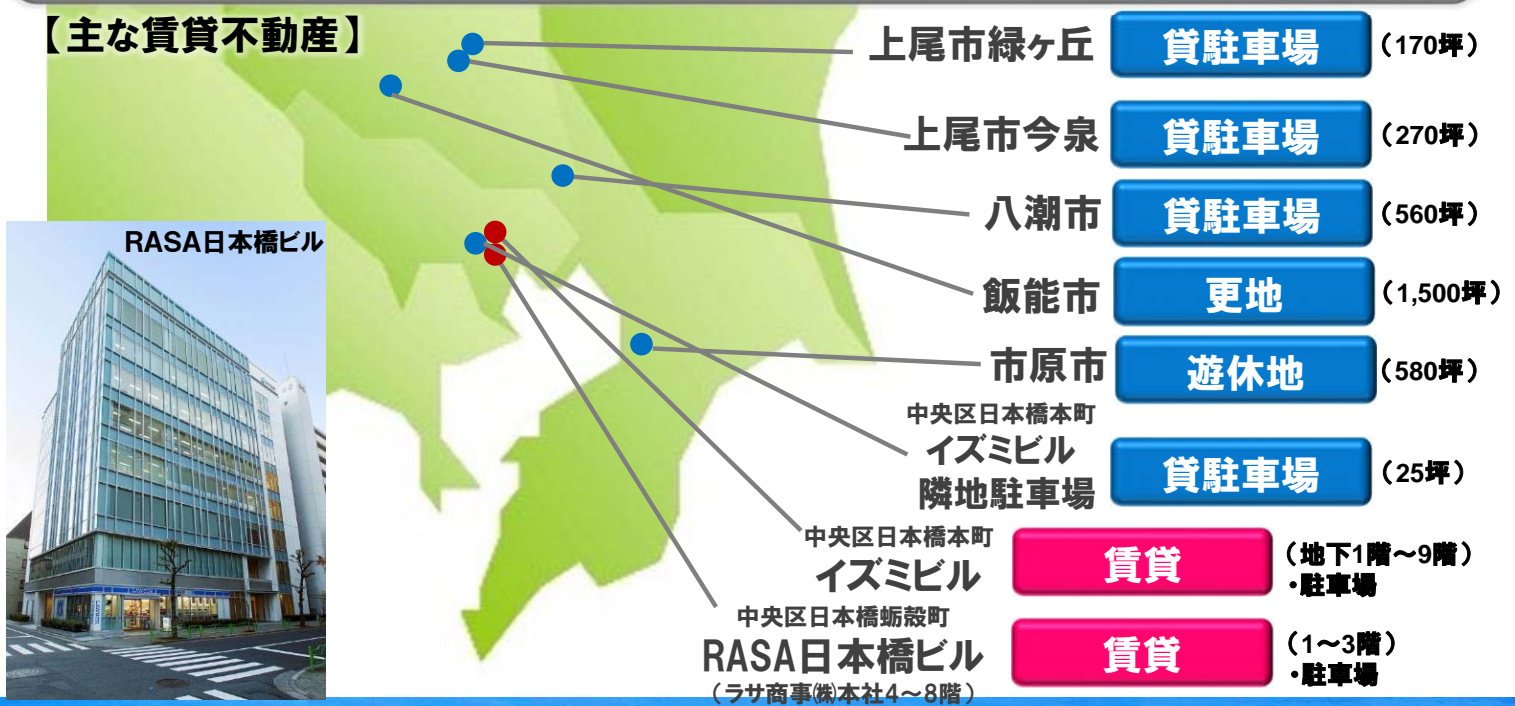 【主な賃貸不動産】
上尾市緑ヶ丘 貸駐車場 （170坪）
上尾市今泉 貸駐車場 （270坪）
八潮市 貸駐車場 （560坪）
飯能市 更地 （1,500坪）
市原市 遊休地 （580坪）
中央区日本橋本町
イズミビル
隣地駐車場 貸駐車場 （25坪）
中央区日本橋本町
イズミビル 賃貸 （地下1階～9階）
・駐車場
中央区日本橋蛎殻町
RASA日本橋ビル 賃貸 （1～3階）
・駐車場
（ラサ商事㈱本社4～8階）
RASA日本橋ビル